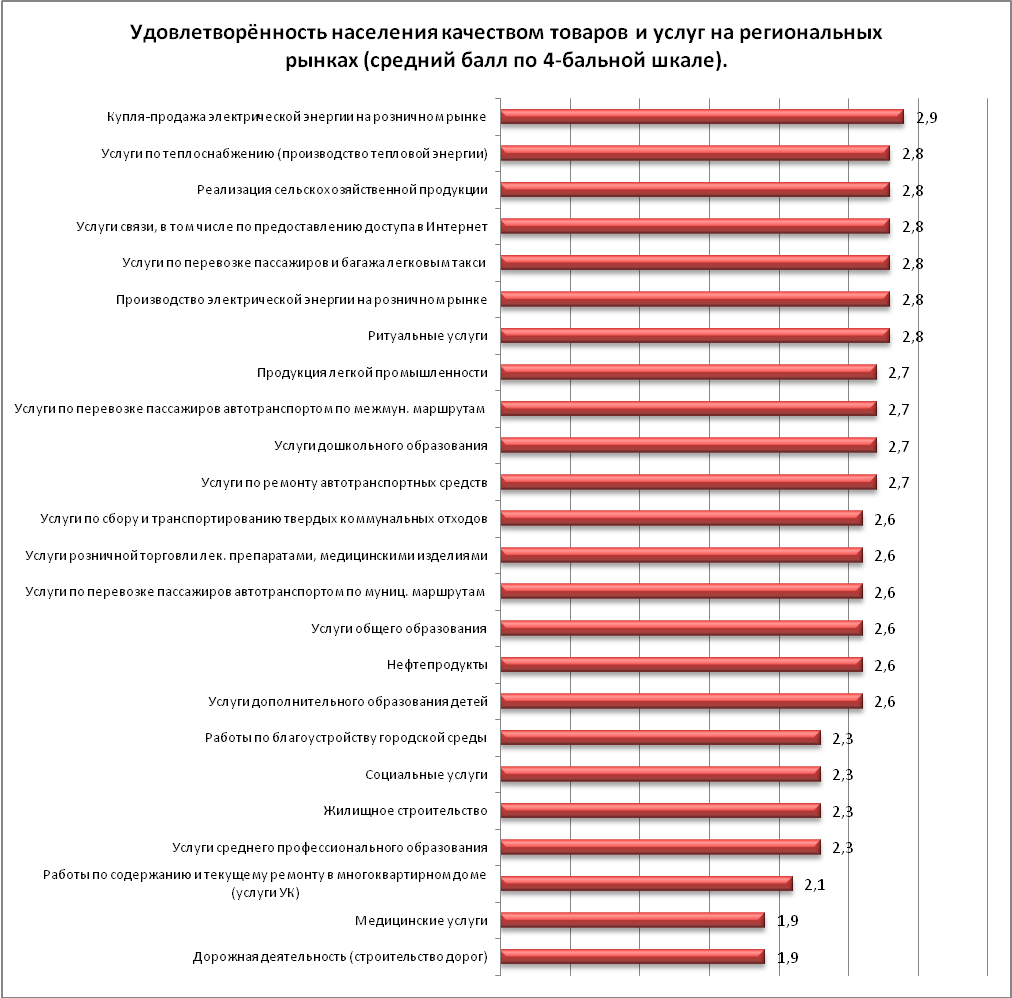 Удовлетворённость населения качеством товаров и услуг на региональных
рынках (средний балл по 4-бальной шкале).
Купля-продажа электрической энергии на розничном рынке 2,9
Услуги по теплоснабжению (производство тепловой энергии) 2,8
Реализация сельскохозяйственной продукции 2,8
Услуги связи, в том числе по предоставлению доступа в Интернет 2,8
Услуги по перевозке пассажиров и багажа легковым такси 2,8
Производство электрической энергии на розничном рынке 2,8
Ритуальные услуги 2,8
Продукция легкой промышленности 2,7
Услуги по перевозке пассажиров автотранспортом по межмун. маршрутам 2,7
Услуги дошкольного образования 2,7
Услуги по ремонту автотранспортных средств 2,7
Услуги по сбору и транспортированию твердых коммунальных отходов 2,6
Услуги розничной торговли лек. препаратами, медицинскими изделиями 2,6
Услуги по перевозке пассажиров автотранспортом по муниц. маршрутам 2,6
Услуги общего образования 2,6
Нефтепродукты 2,6
Услуги дополнительного образования детей 2,6
Работы по благоустройству городской среды 2,3
Социальные услуги 2,3
Жилищное строительство 2,3
Услуги среднего профессионального образования 2,3
Работы по содержанию и текущему ремонту в многоквартирном доме
(услуги УК) 2,1
Медицинские услуги 1,9
Дорожная деятельность (строительство дорог) 1,9